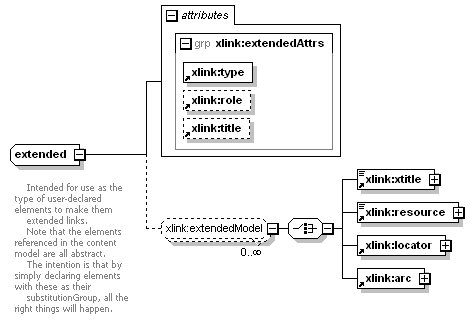 attributes
grp xlink:extendedAttrs
xlink:type
xlink:role
xlink:title
extended
Intended for use as the
type of user-declared
elements to make them
extended links.
Note that the elements
referenced in the content
model are all abstract.
The intention is that by
simply declaring elements
with these as their
substitutionGroup, all the
right things will happen.
xlink:extendedModel
0..∞
xlink:xtitle
xlink:resource
xlink:locator
xlink:arc